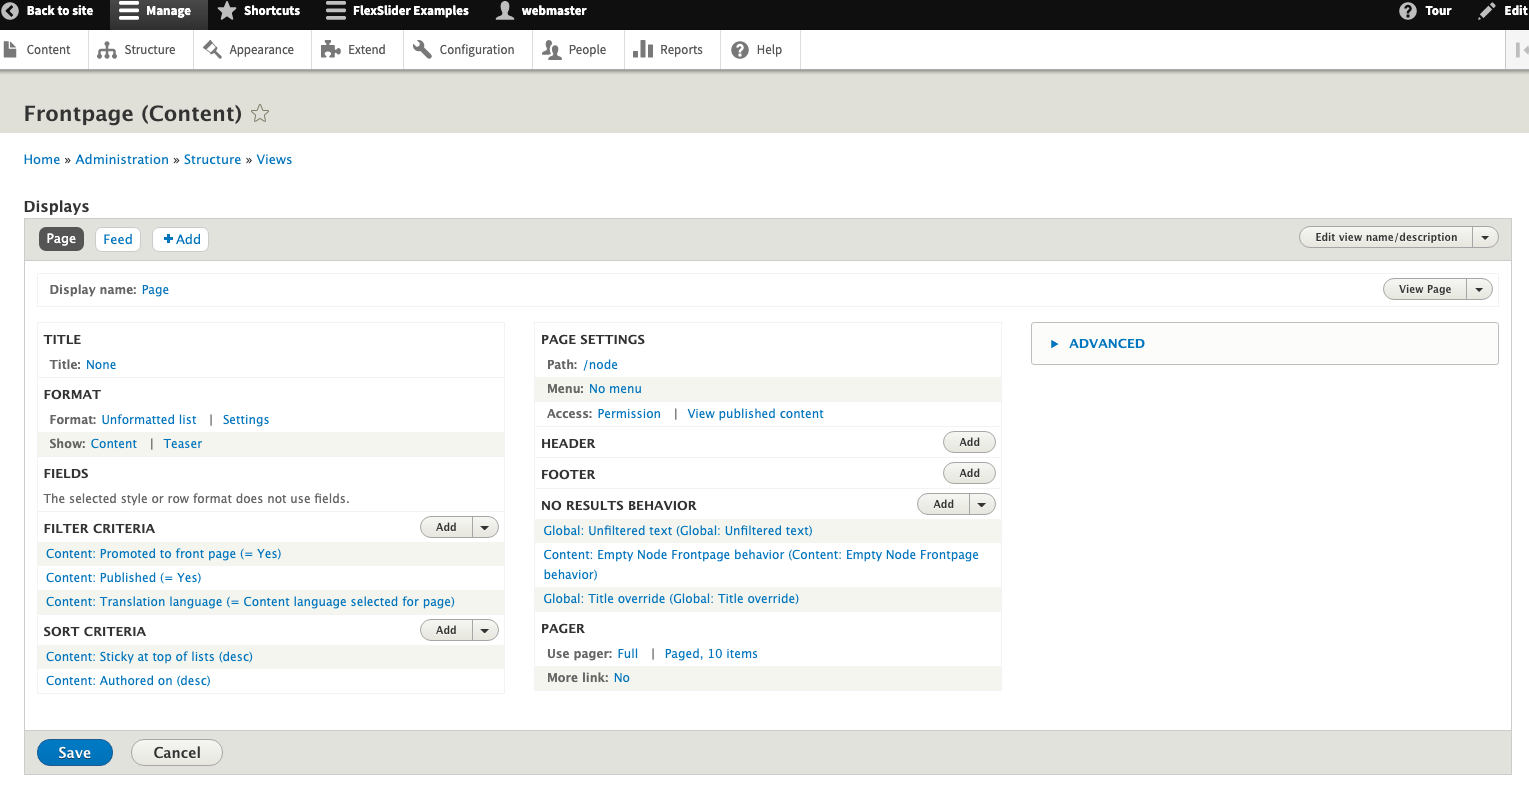 Back to site Manage Shortcuts FlexSlider Examples webmaster Tour Edit
Content Structure Appearance Extend Configuration People Reports Help
Frontpage (Content)
Home » Administration » Structure » Views
Displays
Page Feed +Add Edit view name/description
Display name: Page View Page
TITLE
Title: None
FORMAT
Format: Unformatted list | Settings
Show: Content | Teaser
FIELDS
The selected style or row format does not use fields.
FILTER CRITERIA Add
Content: Promoted to front page (= Yes)
Content: Published (= Yes)
Content: Translation language (= Content language selected for page)
SORT CRITERIA Add
Content: Sticky at top of lists (desc)
Content: Authored on (desc)
PAGE SETTINGS
Path: /node
Menu: No menu
Access: Permission | View published content
HEADER Add
FOOTER Add
NO RESULTS BEHAVIOR Add
Global: Unfiltered text (Global: Unfiltered text)
Content: Empty Node Frontpage behavior (Content: Empty Node Frontpage
behavior)
Global: Title override (Global: Title override)
PAGER
Use pager: Full | Paged, 10 items
More link: No
ADVANCED
Save Cancel